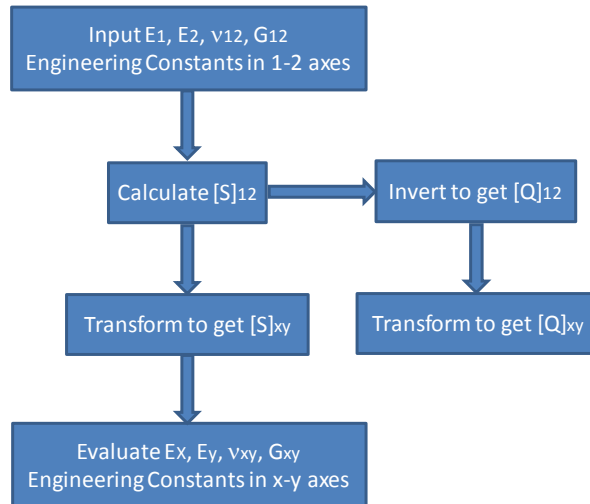 Input E1, E2, ν12, G12
Engineering Constants in 1-2 axes
Calculate [S]12
Invert to get [Q]12
Transform to get [S]xy
Transform to get [Q]xy
Evaluate Ex, Ey, νxy, Gxy
Engineering Constants in x-y axes